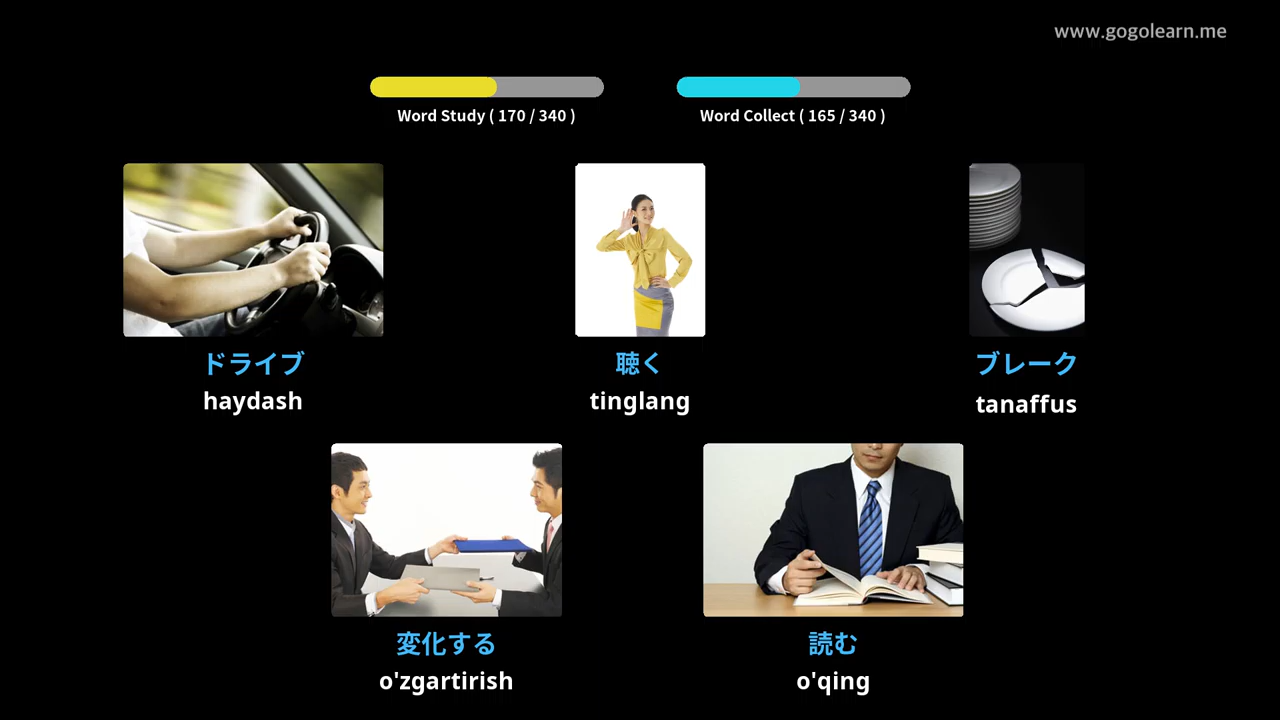 www.gogolearn.me
Word Study ( 170 / 340 )
Word Collect ( 165 / 340 )
ドライブ
haydash
聴く
tinglang
ブレーク
tanaffus
変化する
o'zgartirish
読む
o'qing